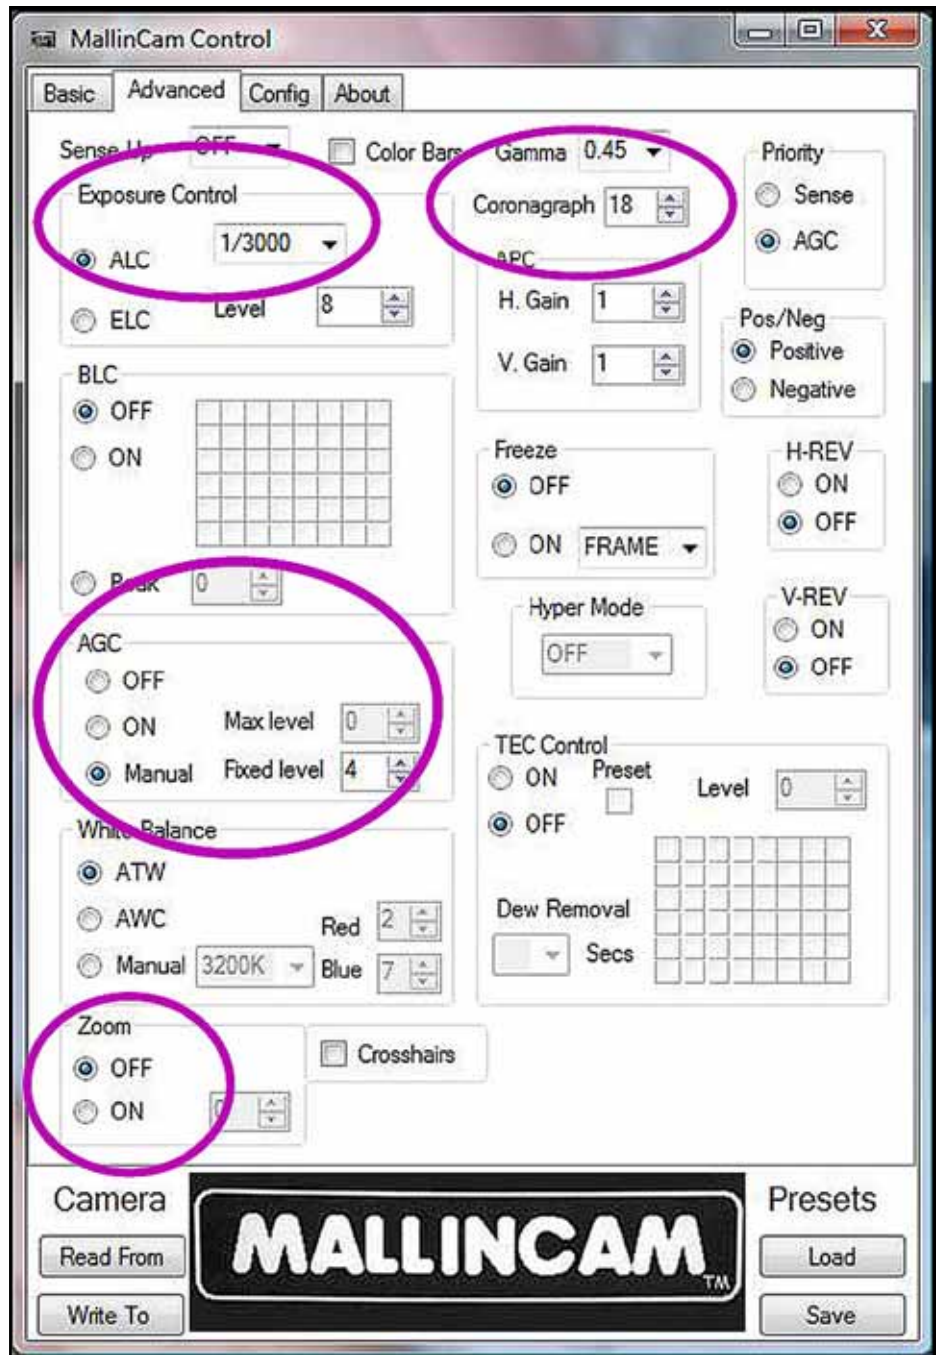 MallinCam Control
Basic Advanced Config About
Sense Up OFF Color Bars Gamma 0.45 Priority
Exposure Control Coronagraph 18 Sense
ALC 1/3000 APC AGC
ELC Level 8 H. Gain 1 Pos/Neg
V. Gain 1 Positive
BLC Negative
OFF
ON Freeze H-REV
OFF ON
ON FRAME OFF
Peak 0
Hyper Mode V-REV
AGC OFF ON
OFF OFF
ON Max level 0
Manual Fixed level 4 TEC Control
ON Preset Level 0
White Balance OFF
ATW
AWC Red 2 Dew Removal
Manual 3200K Blue 7 Secs
Zoom
OFF Crosshairs
ON 0
Camera Presets
Read From MALLINCAM TM Load
Write To Save